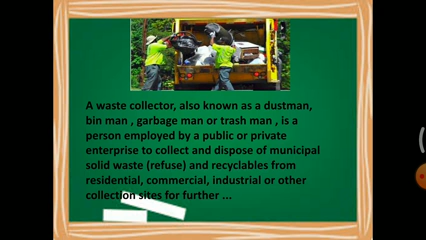 A waste collector, also known as a dustman,
bin man , garbage man or trash man , is a
person employed by a public or private
enterprise to collect and dispose of municipal
solid waste (refuse) and recyclables from
residential, commercial, industrial or other
collection sites for further ...